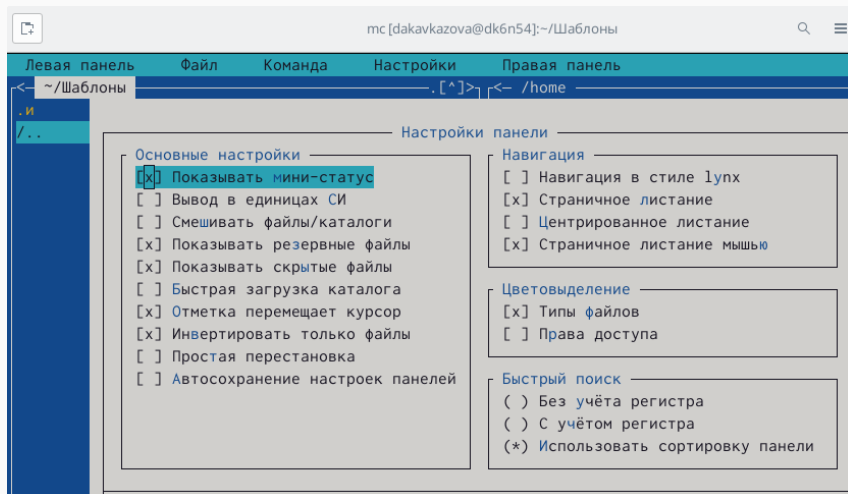 mc [dakavkazova@dk6n54]:~/Шаблоны
Левая панель Файл Команда Настройки Правая панель
<— ~/Шаблоны .[^]> <— /home
.и
/..
Настройки панели
Основные настройки
[x] Показывать мини-статус
[ ] Вывод в единицах СИ
[ ] Смешивать файлы/каталоги
[x] Показывать резервные файлы
[x] Показывать скрытые файлы
[ ] Быстрая загрузка каталога
[x] Отметка перемещает курсор
[x] Инвертировать только файлы
[ ] Простая перестановка
[ ] Автосохранение настроек панелей
Навигация
[ ] Навигация в стиле lynx
[x] Страничное листание
[ ] Центрированное листание
[x] Страничное листание мышью
Цветовыделение
[x] Типы файлов
[ ] Права доступа
Быстрый поиск
( ) Без учёта регистра
( ) С учётом регистра
(*) Использовать сортировку панели